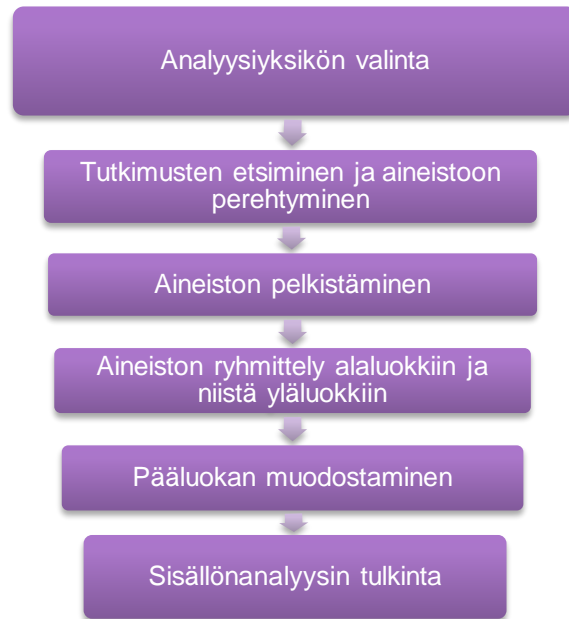 Analyysiyksikön valinta
Tutkimusten etsiminen ja aineistoon
perehtyminen
Aineiston pelkistäminen
Aineiston ryhmittely alaluokkiin ja
niistä yläluokkiin
Pääluokan muodostaminen
Sisällönanalyysin tulkinta